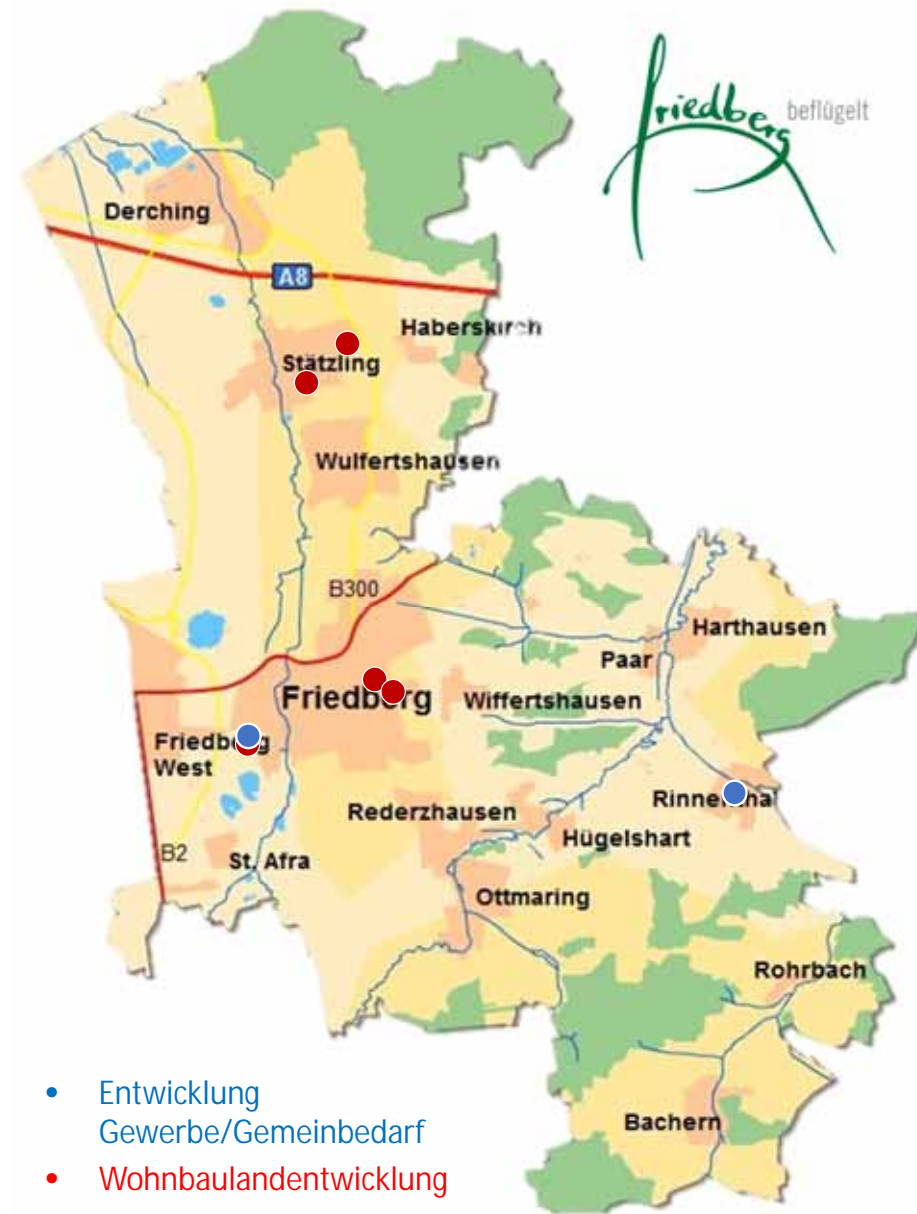 friedberg beflügelt
Derching
A8
Haberskirch
Stätzling
Wulfertshausen
B300
Harthausen
Paar
Friedberg
Wiffertshausen
Friedberg
West
Rinnenthal
Rederzhausen
Hügelshart
B2
St. Afra
Ottmaring
Rohrbach
Bachern
• Entwicklung
Gewerbe/Gemeinbedarf
• Wohnbaulandentwicklung